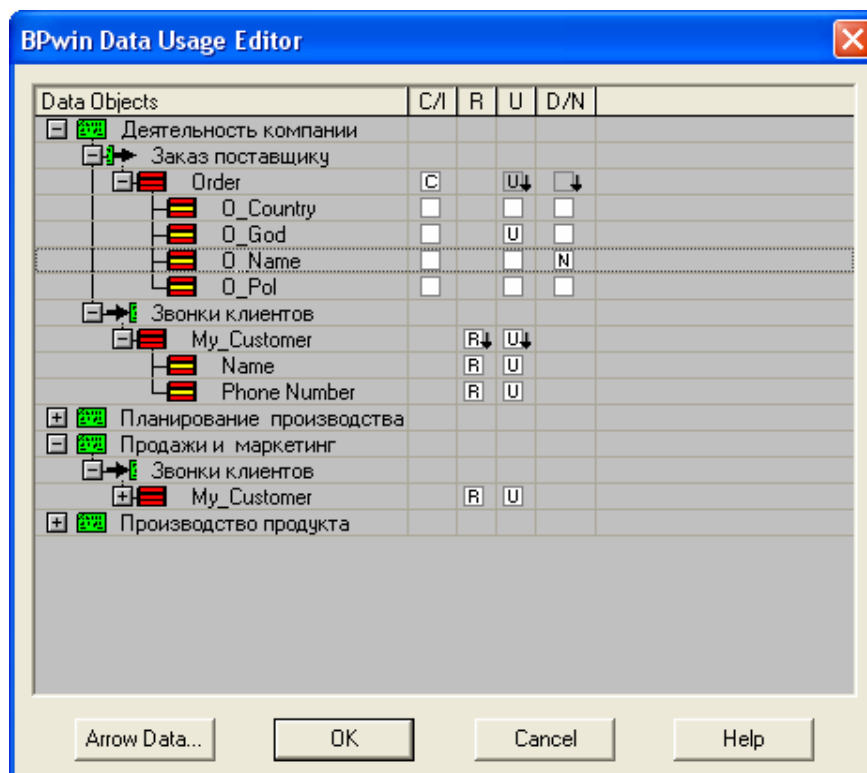 BPwin Data Usage Editor
Data Objects C/I R U D/N
Деятельность компании
Заказ поставщику
Order C U
O_Country
O_God U
O_Name N
O_Pol
Звонки клиентов
My_Customer R U
Name R U
Phone Number R U
Планирование производства
Продажи и маркетинг
Звонки клиентов
My_Customer R U
Производство продукта
Arrow Data... OK Cancel Help